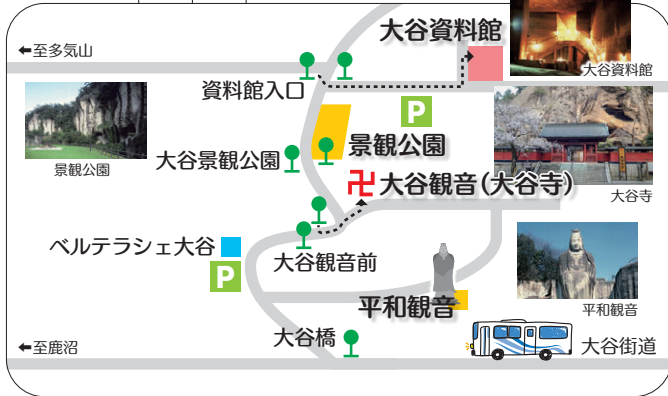 大谷資料館
←至多気山
大谷資料館
資料館入口
P
景観公園
大谷景観公園
景観公園
卍大谷観音(大谷寺)
大谷寺
ベルテラシェ大谷
P
大谷観音前
平和観音
平和観音
大谷橋
←至鹿沼
大谷街道